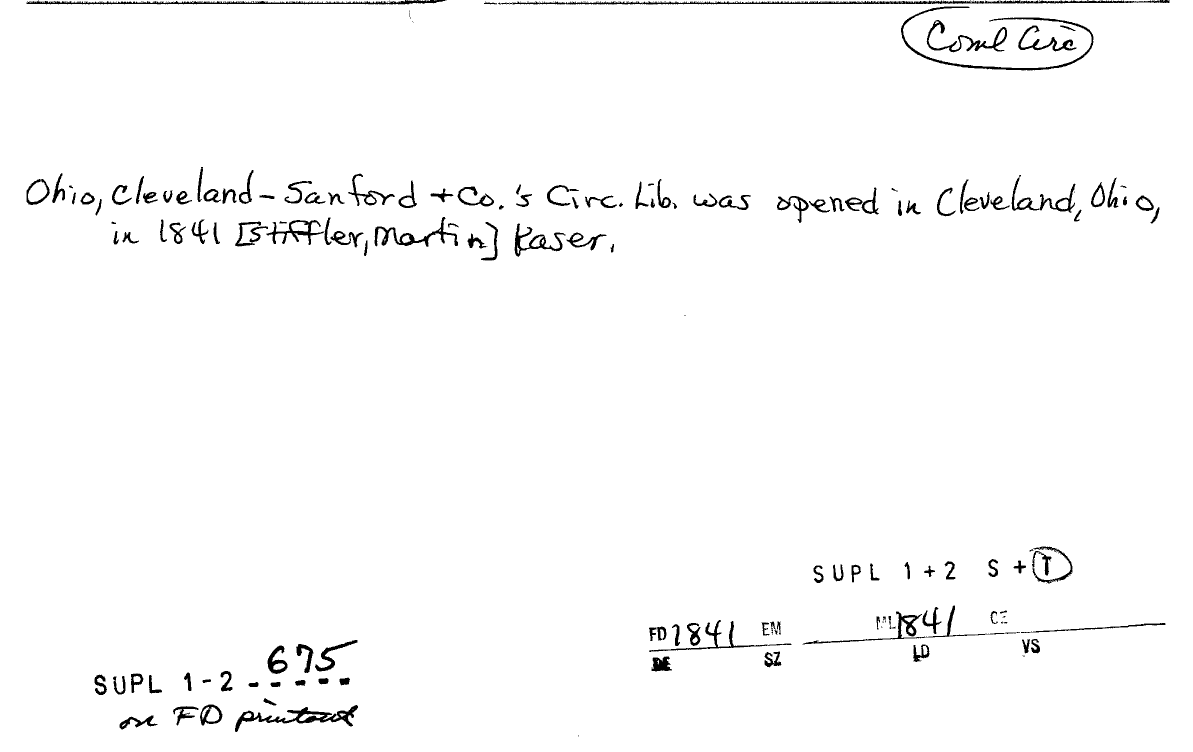 Coml Circ
Ohio, Cleveland - Sanford + Co.'s Circ. Lib. was opened in Cleveland, Ohio,
in 1841 [Stiffler, Martin] Kaser.
SUPL 1 + 2 S + T
FD 1841 EM ML 1841 CE
DE SZ LD VS
675
SUPL 1 - 2 - - - - -
on FD printout